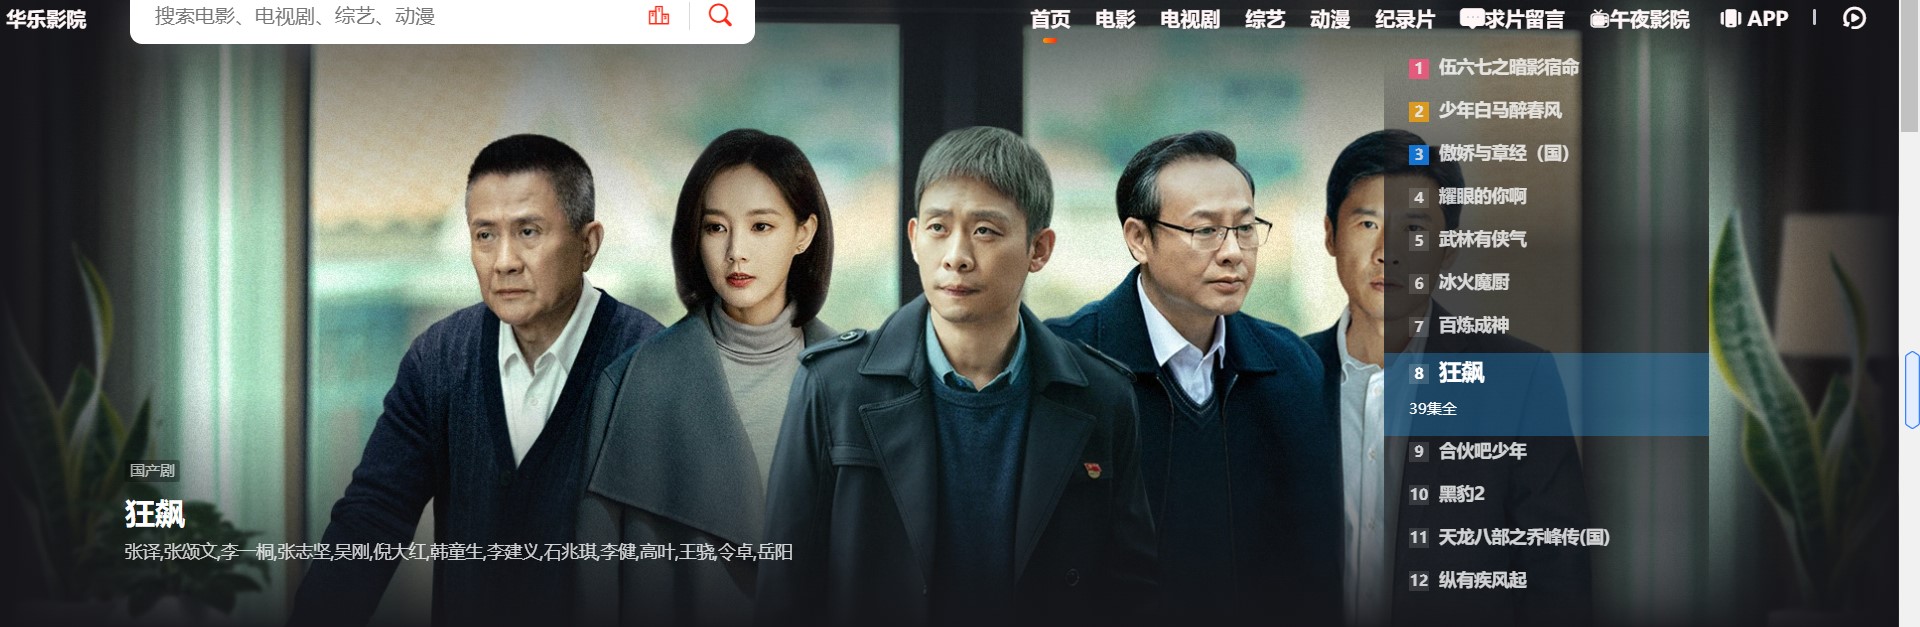 华乐影院
搜索电影、电视剧、综艺、动漫
首页 电影 电视剧 综艺 动漫 纪录片 求片留言 午夜影院 APP
1 伍六七之暗影宿命
2 少年白马醉春风
3 傲娇与章经（国）
4 耀眼的你啊
5 武林有侠气
6 冰火魔厨
7 百炼成神
8 狂飙
39集全
9 合伙吧少年
10 黑豹2
11 天龙八部之乔峰传(国)
12 纵有疾风起
国产剧
狂飙
张译,张颂文,李一桐,张志坚,吴刚,倪大红,韩童生,李建义,石兆琪,李健,高叶,王骁,令卓,岳阳